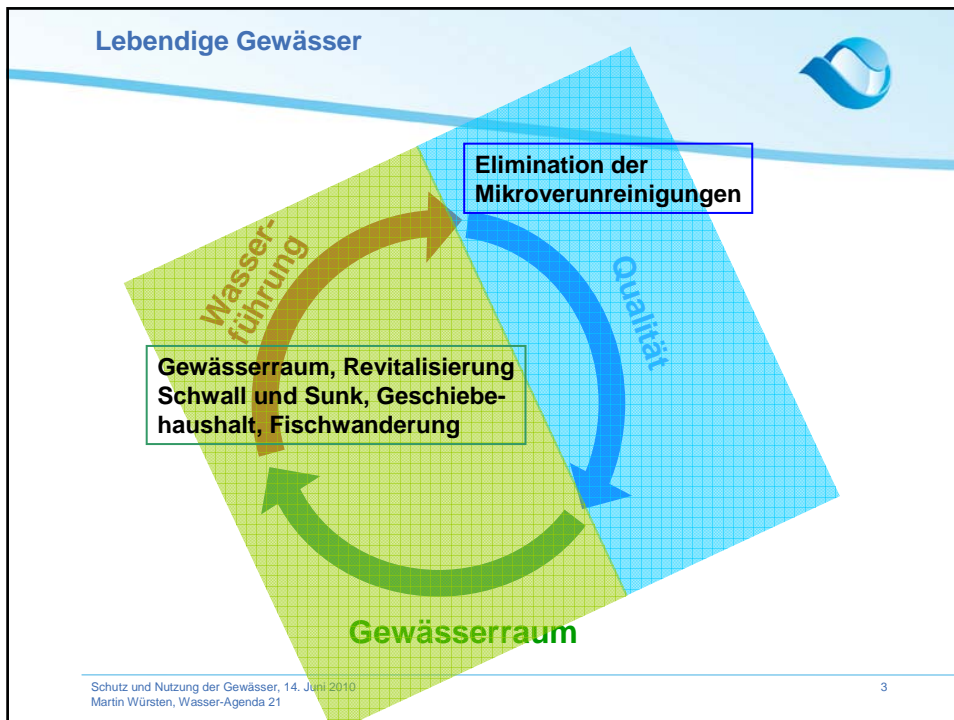 Lebendige Gewässer
Elimination der
Mikroverunreinigungen
Wasser-
führung
Qualität
Gewässerraum, Revitalisierung
Schwall und Sunk, Geschiebe-
haushalt, Fischwanderung
Gewässerraum
Schutz und Nutzung der Gewässer, 14. Juni 2010
Martin Würsten, Wasser-Agenda 21
3